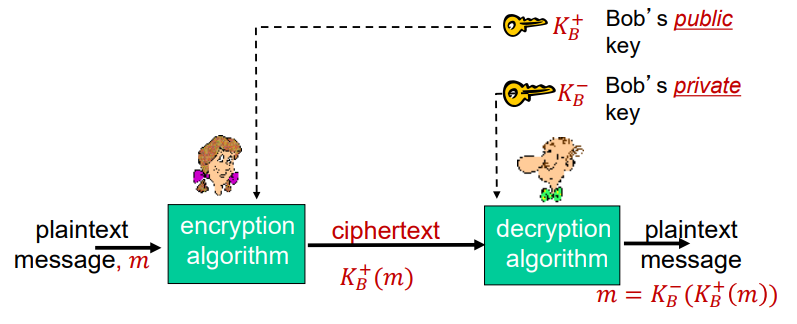 K_B^+ Bob's public
key
K_B^- Bob's private
key
plaintext
message, m
encryption
algorithm
ciphertext
K_B^+(m)
decryption
algorithm
plaintext
message
m = K_B^-(K_B^+(m))